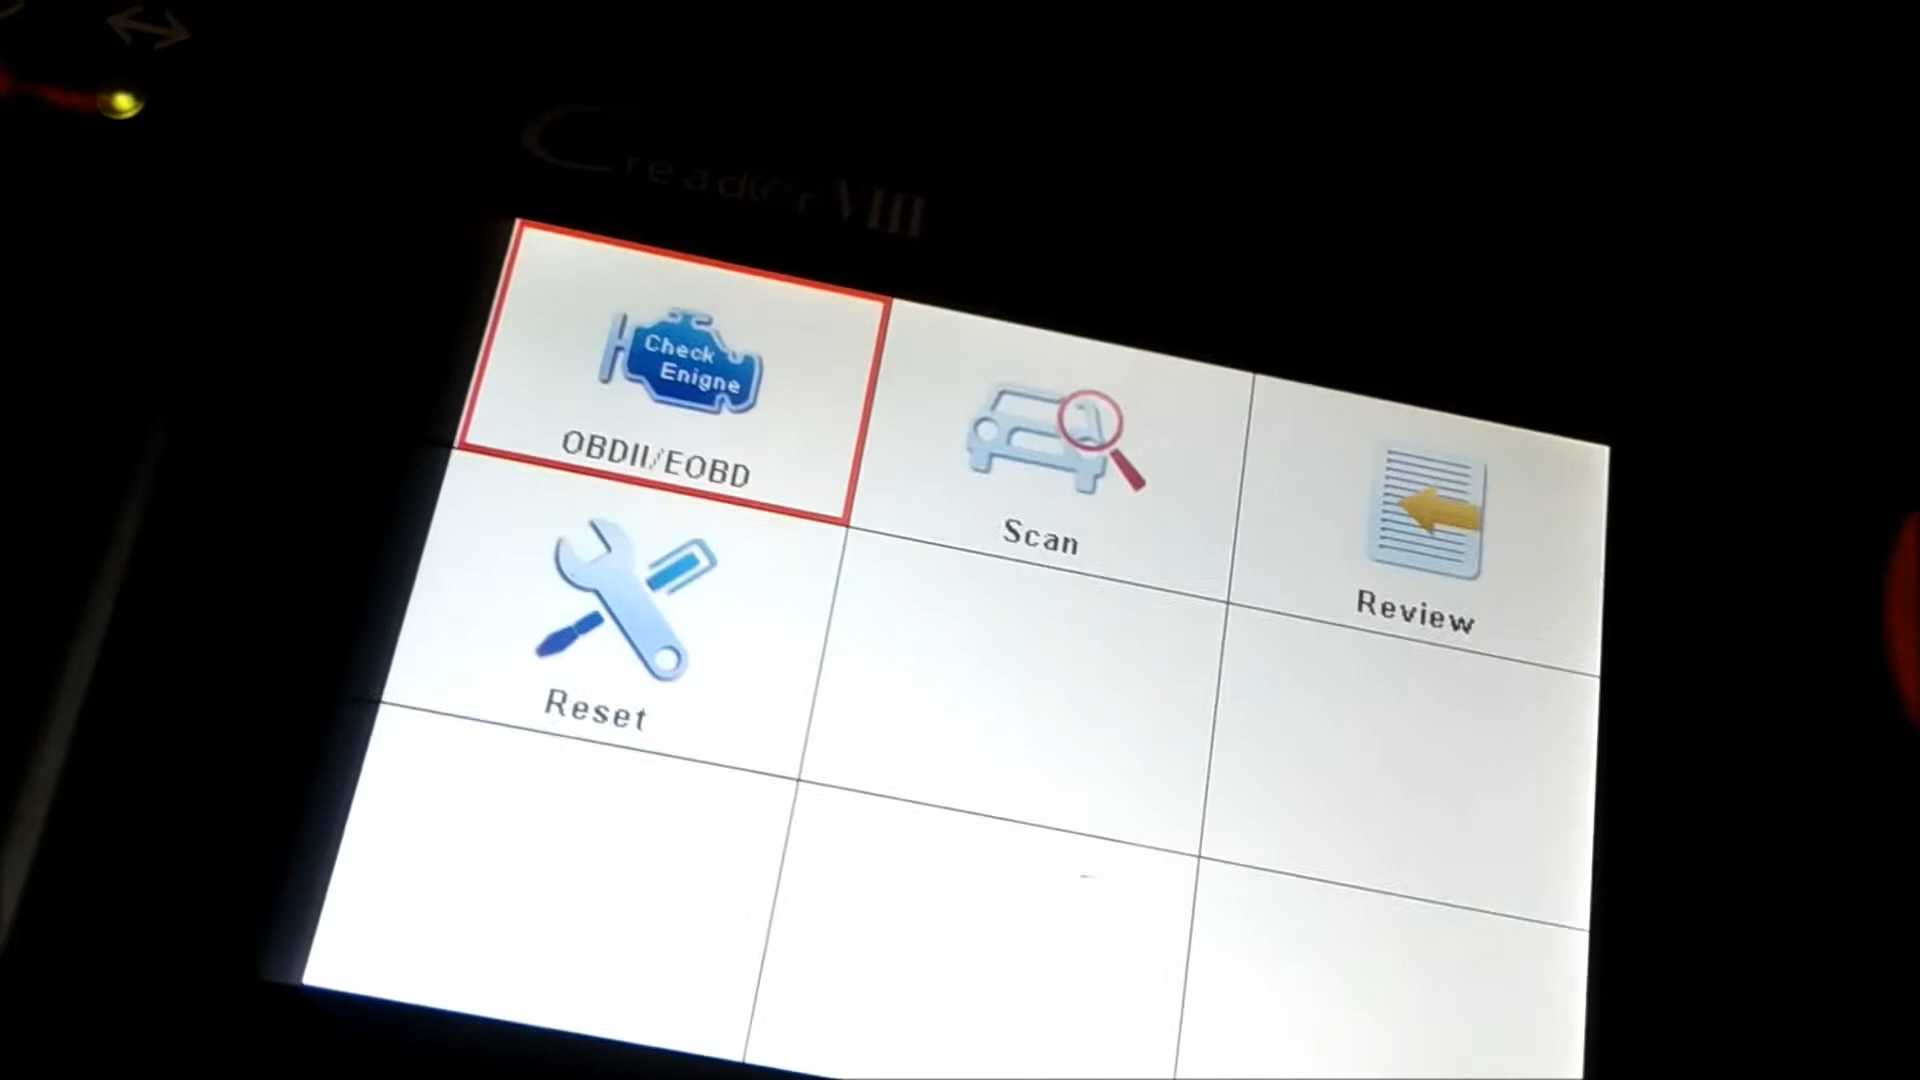 Creader VIII
Check
Enigne
OBDII/EOBD
Scan
Review
Reset